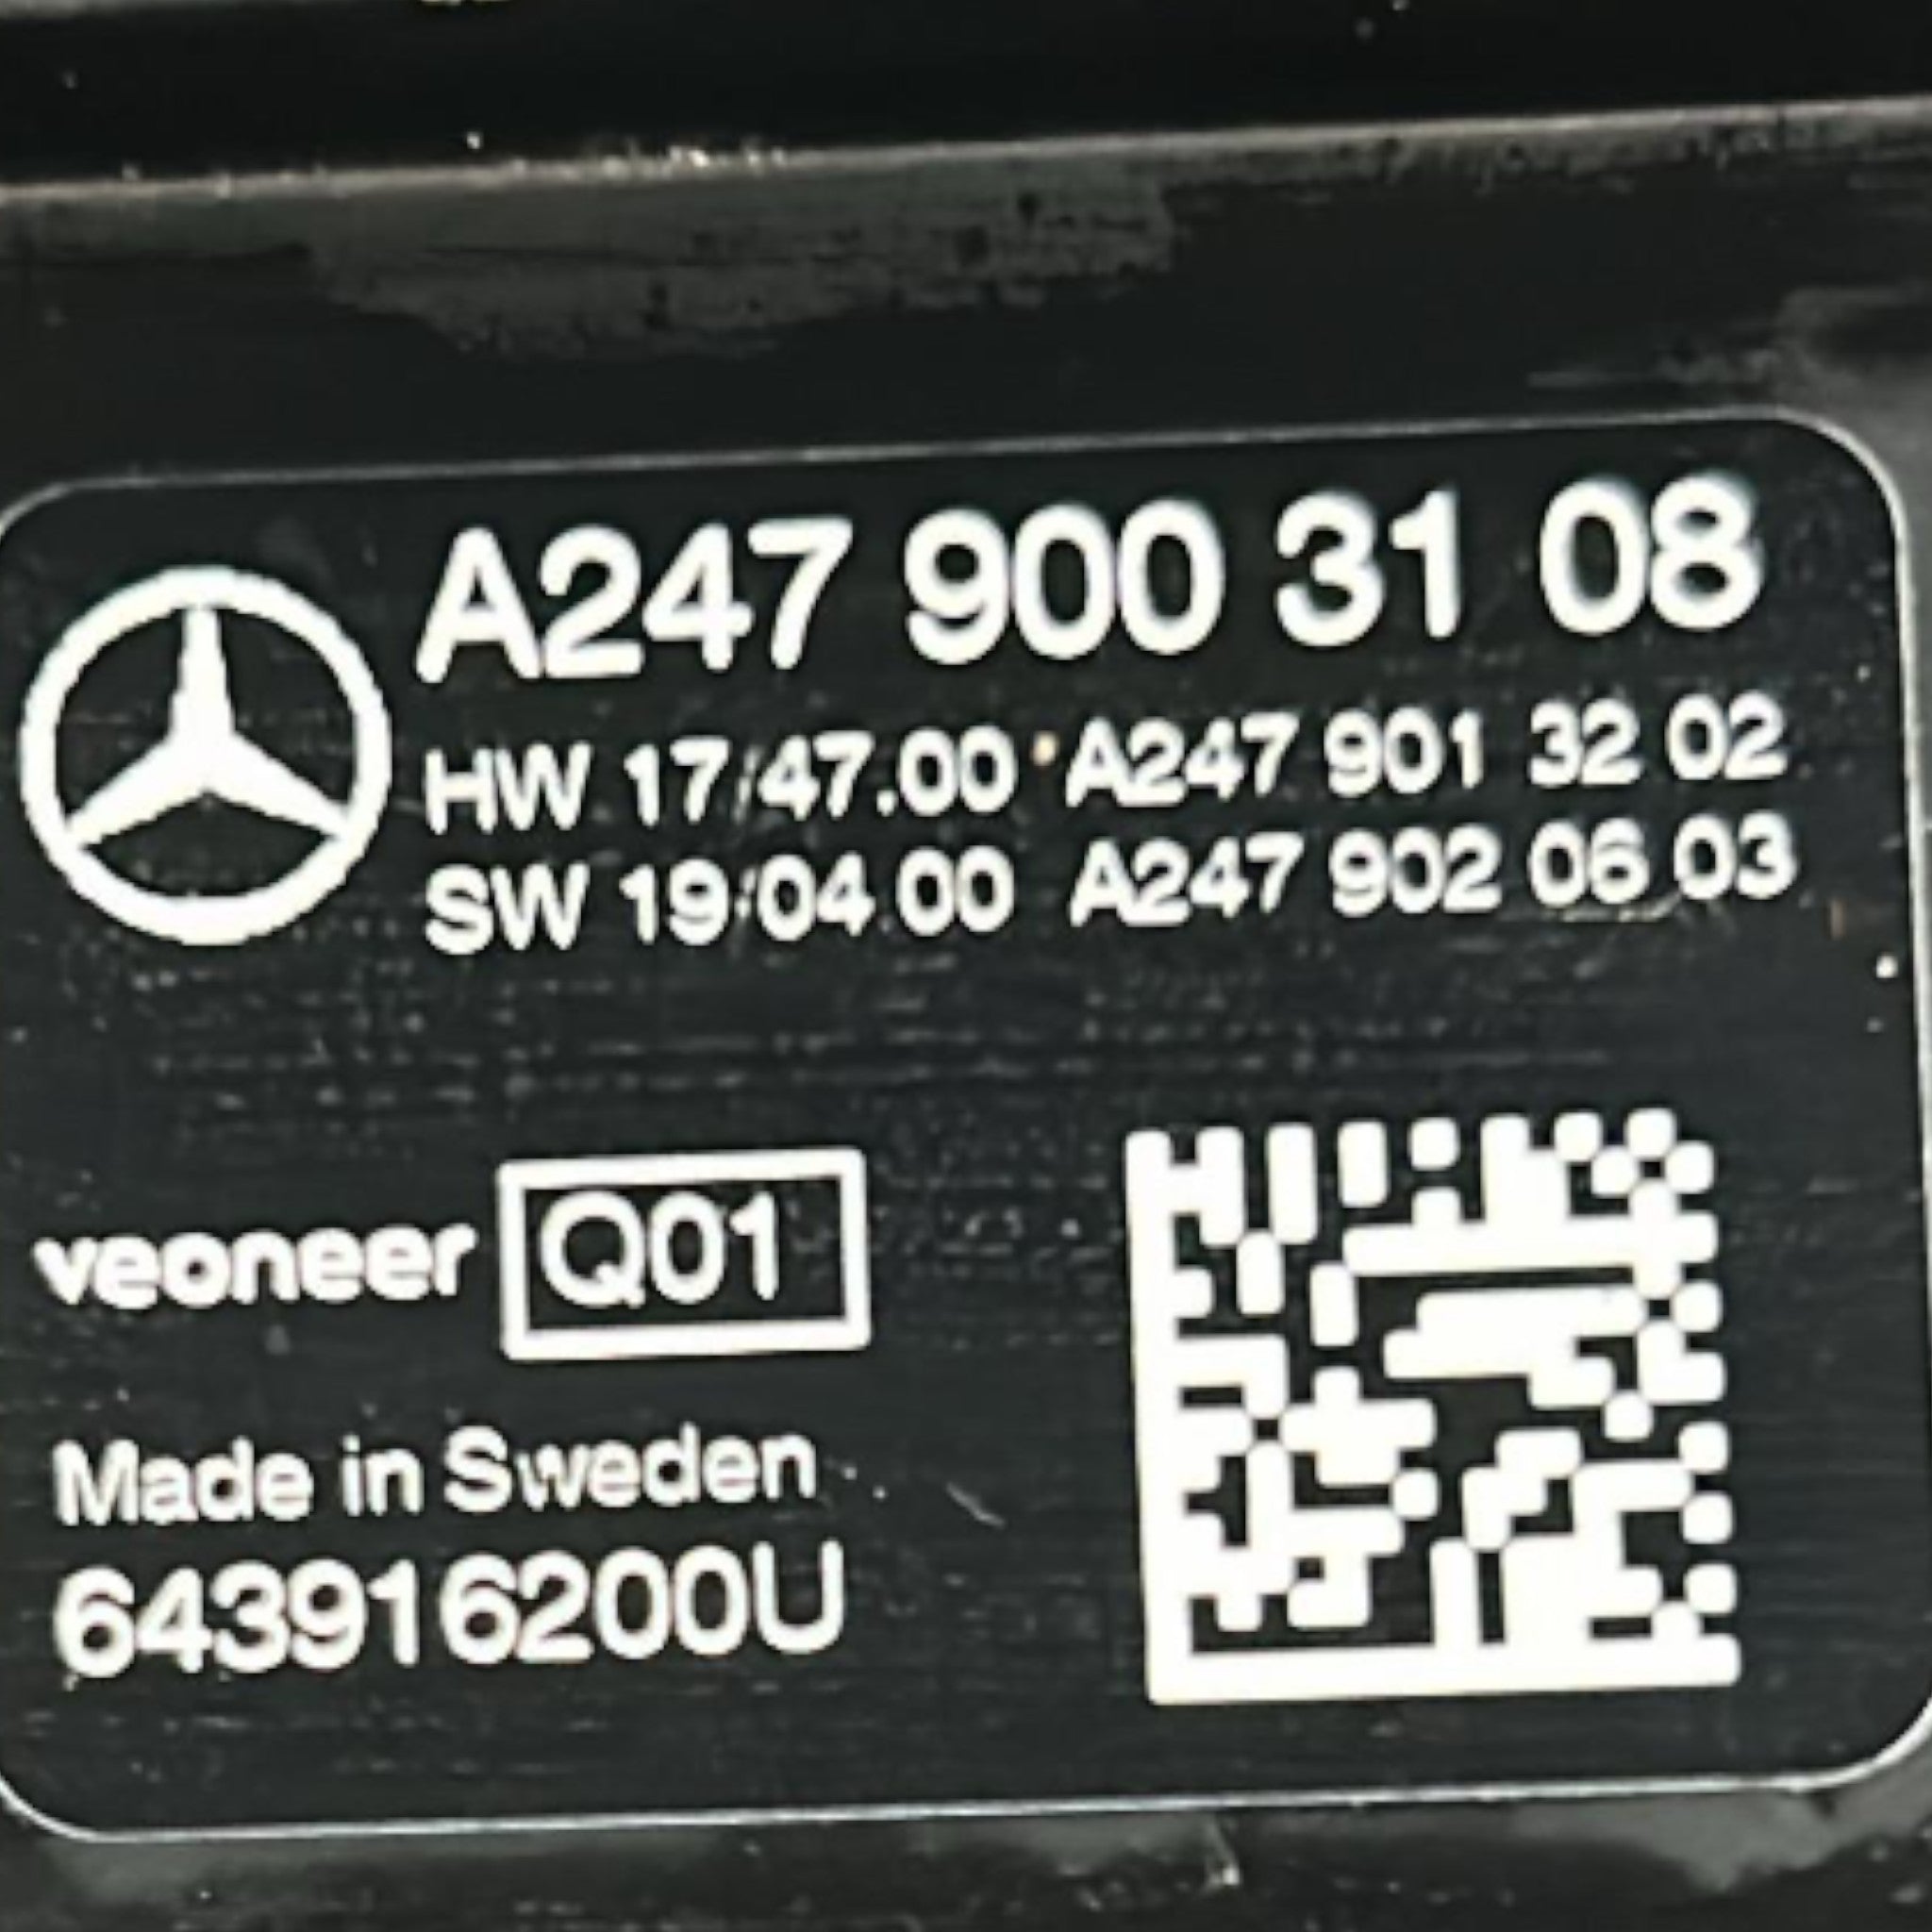 A247 900 31 08
HW 17/47.00 A247 901 32 02
SW 19/04.00 A247 902 06 03
veoneer Q01
Made in Sweden
643916200U